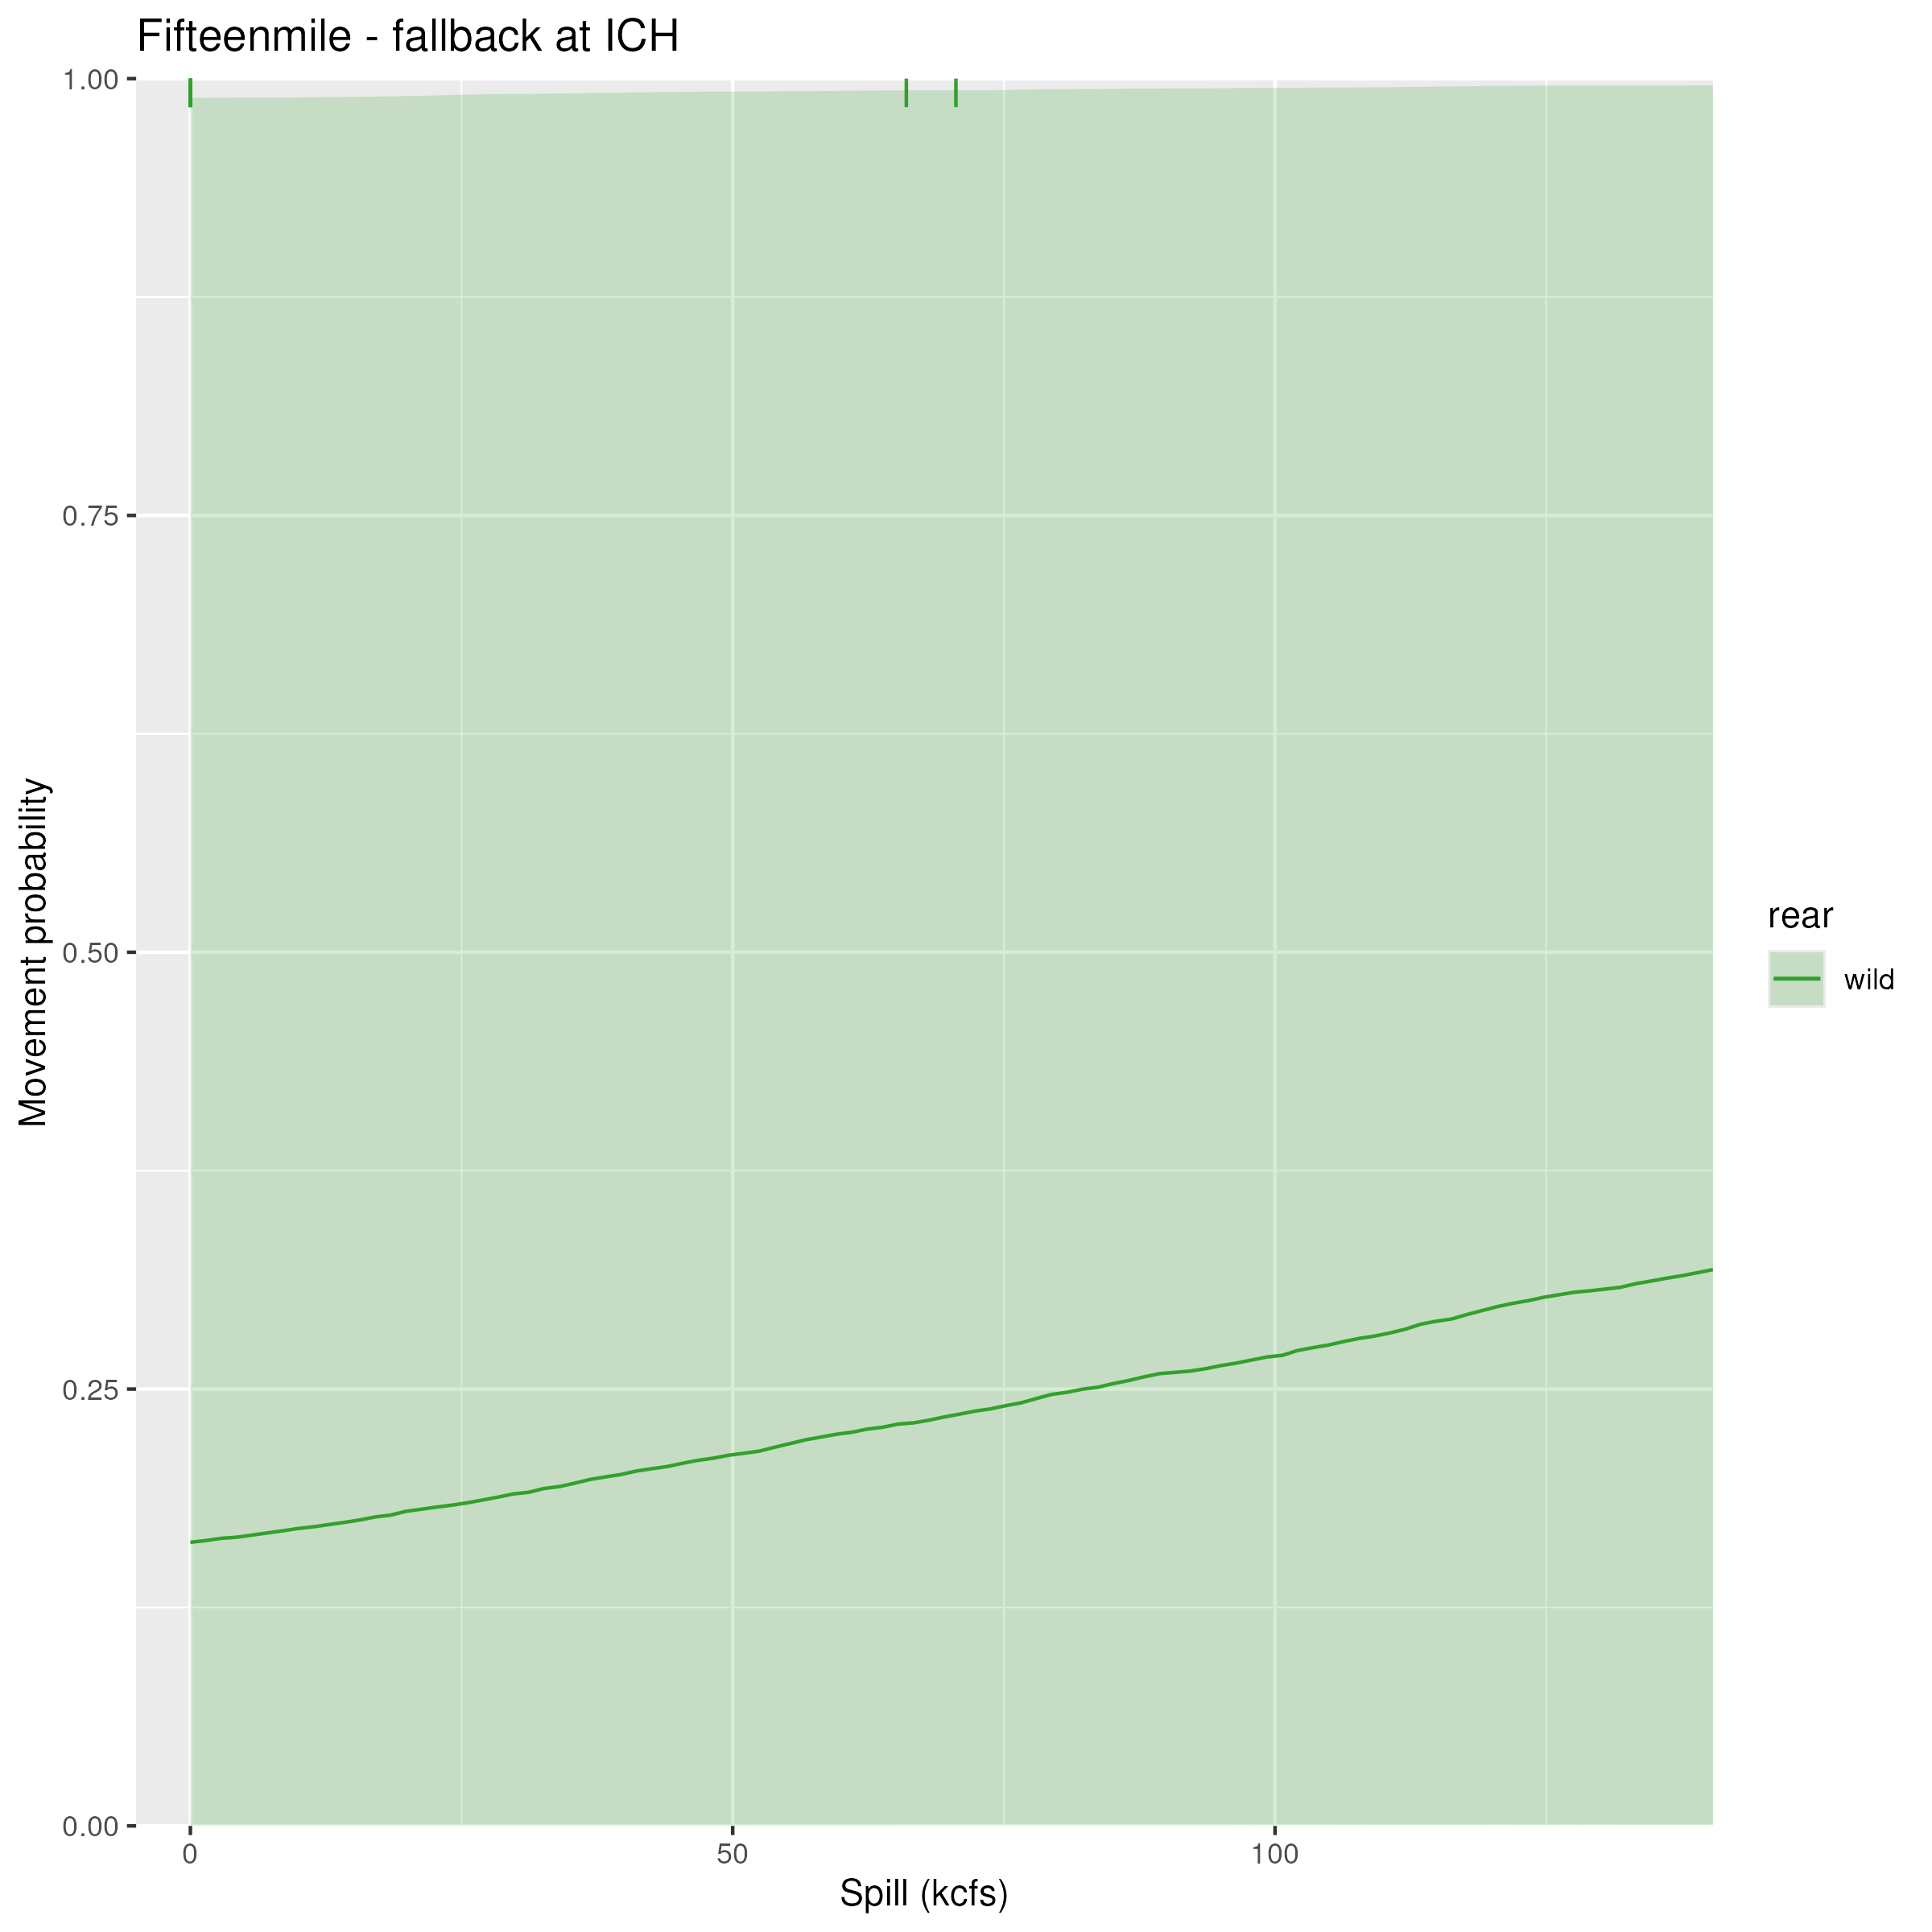 Fifteenmile - fallback at ICH
1.00
0.75
0.50
0.25
0.00
Movement probability
0
50
100
Spill (kcfs)
rear
wild